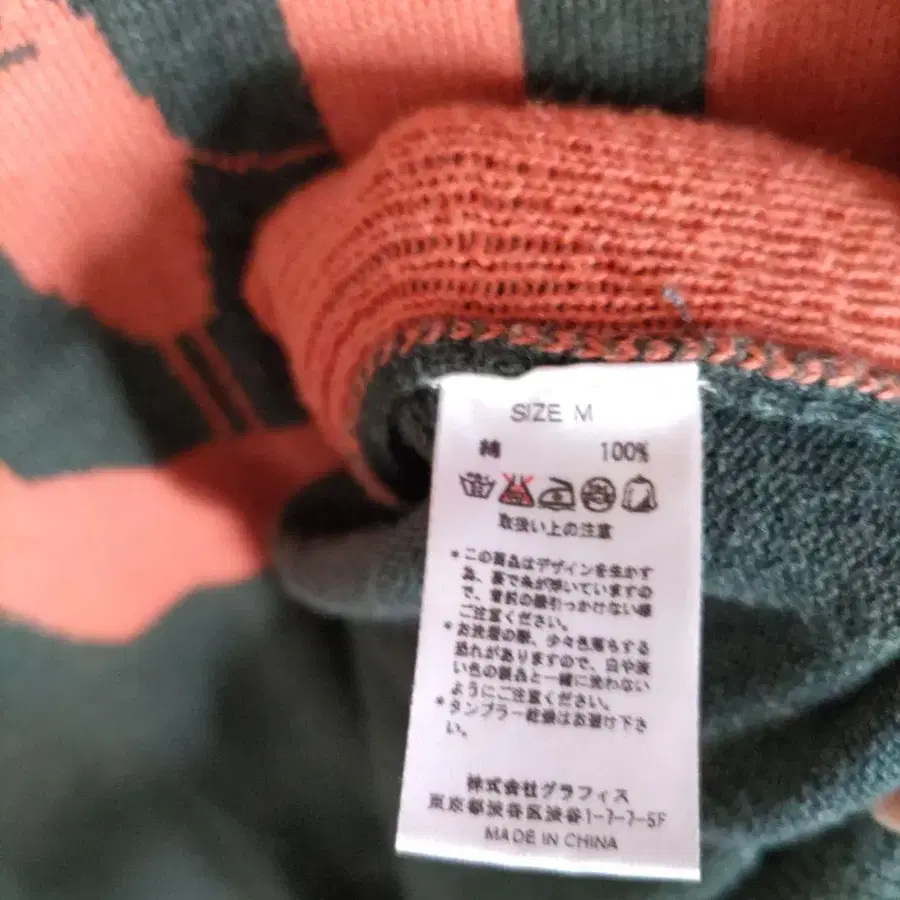 SIZE M
綿 100%
取扱い上の注意
*この商品はデザインを生かす
為、裏で糸が浮いていますの
で、着脱の際引っかけない様
ご注意ください。
*お洗濯の際、少々色落ちする
恐れがありますので、白や淡
い色の製品と一緒に洗わない
ようにご注意ください。
*タンブラー乾燥はお避け下さ
い。
株式会社グラフィス
東京都渋谷区渋谷1-7-7-5F
MADE IN CHINA